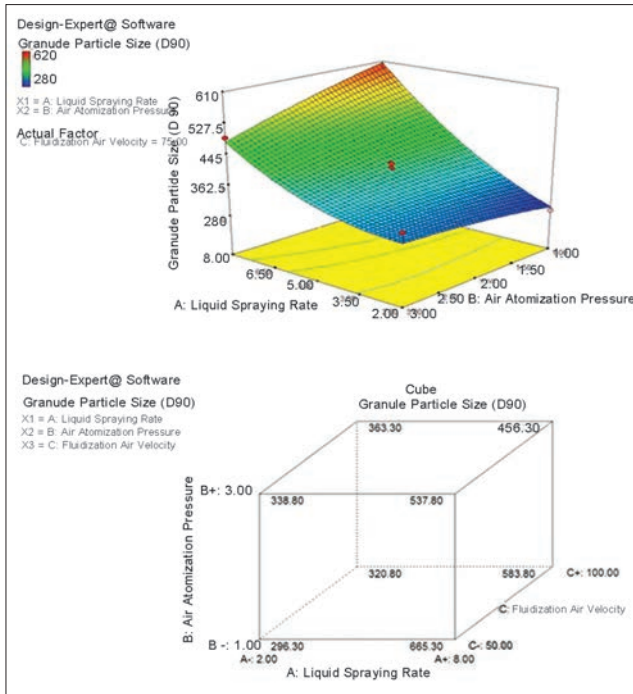 Design-Expert@ Software
Granude Particle Size (D90)
620
280
X1 = A: Liquid Spraying Rate
X2 = B: Air Atomization Pressure
Actual Factor
C: Fluidization Air Velocity = 75.00
Granude Partide Size (D 90)
610
527.5
445
362.5
280
8.00
6.50
5.00
3.50
2.00
3.00
2.50
2.00
1.50
1.00
A: Liquid Spraying Rate
B: Air Atomization Pressure
Design-Expert@ Software
Granude Particle Size (D90)
X1 = A: Liquid Spraying Rate
X2 = B: Air Atomization Pressure
X3 = C: Fluidization Air Velocity
Cube
Granule Particle Size (D90)
363.30
456.30
B+: 3.00
338.80
537.80
B: Air Atomization Pressure
320.80
583.80
C+: 100.00
C: Fluidization Air Velocity
B -: 1.00
296.30
665.30
C-: 50.00
A-: 2.00
A+: 8.00
A: Liquid Spraying Rate